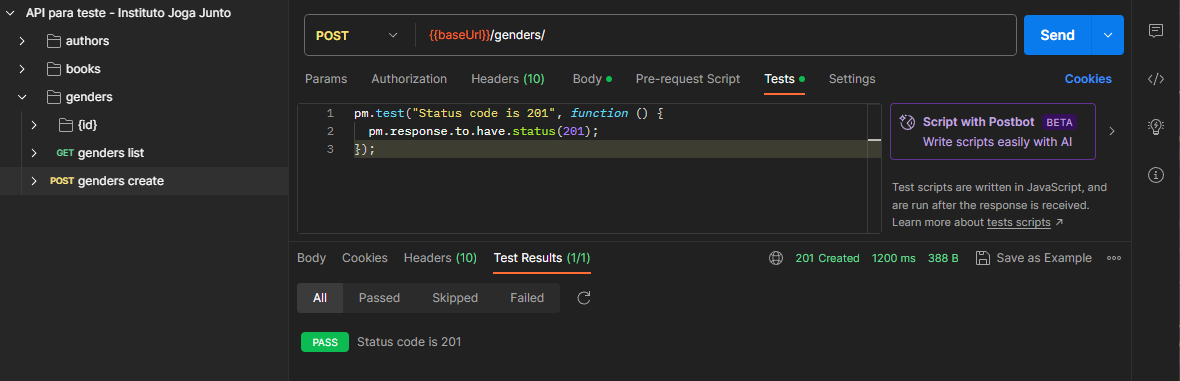 API para teste - Instituto Joga Junto
authors
books
genders
{id}
GET genders list
POST genders create
POST {{baseUrl}}/genders/ Send
Params Authorization Headers (10) Body Pre-request Script Tests Settings Cookies
1 pm.test("Status code is 201", function () {
2 pm.response.to.have.status(201);
3 });
Script with Postbot BETA
Write scripts easily with AI
Test scripts are written in JavaScript, and
are run after the response is received.
Learn more about tests scripts ↗
Body Cookies Headers (10) Test Results (1/1) 201 Created 1200 ms 388 B Save as Example
All Passed Skipped Failed
PASS Status code is 201